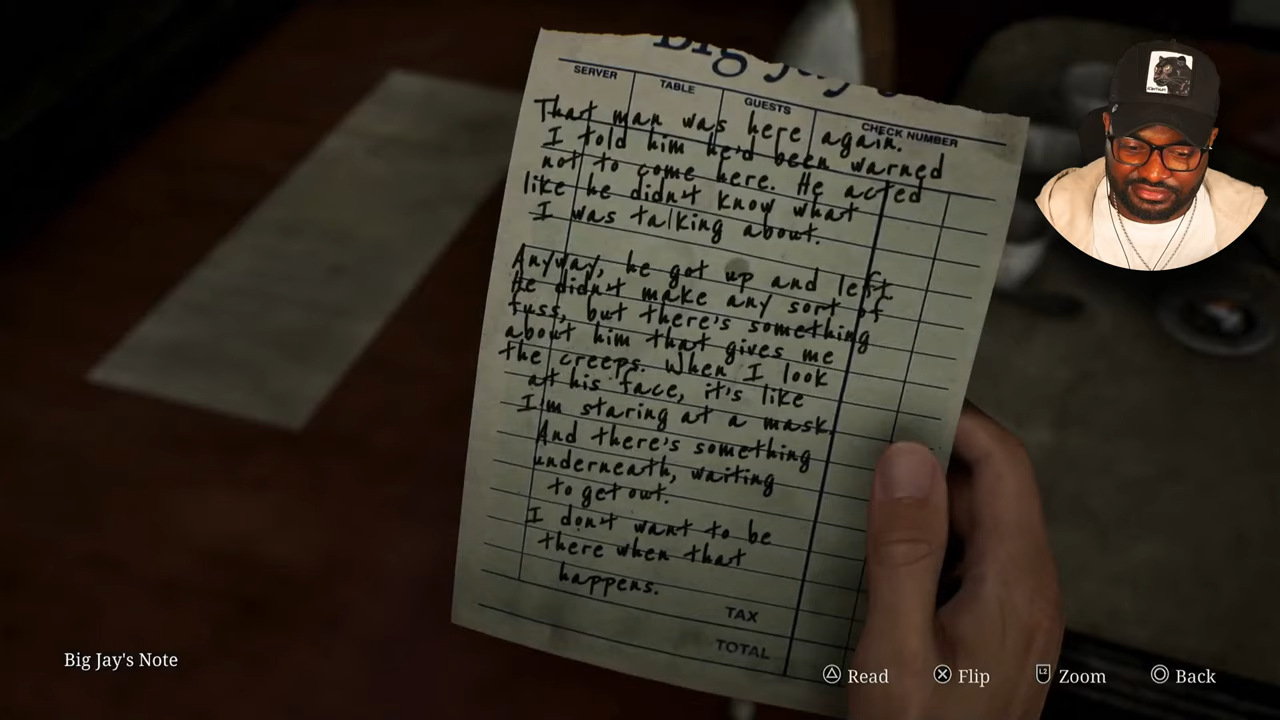 Big Jay's
SERVER
TABLE
GUESTS
CHECK NUMBER
That man was here again.
I told him he'd been warned
not to come here. He acted
like he didn't know what
I was talking about.
Anyway, he got up and left
He didn't make any sort of
fuss, but there's something
about him that gives me
the creeps. When I look
at his face, it's like
I'm staring at a mask.
And there's something
underneath, waiting
to get out.
I don't want to be
there when that
happens.
TAX
TOTAL
Big Jay's Note
Read
Flip
L2
Zoom
Back